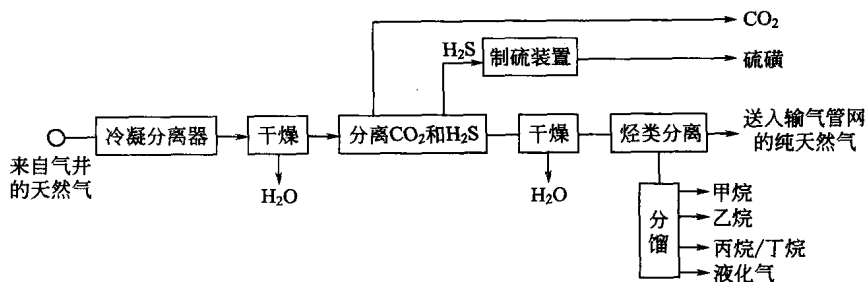 CO₂
H₂S
制硫装置
硫磺
冷凝分离器
干燥
分离CO₂和H₂S
干燥
烃类分离
送入输气管网
的纯天然气
来自气井
的天然气
H₂O
H₂O
分馏
甲烷
乙烷
丙烷/丁烷
液化气